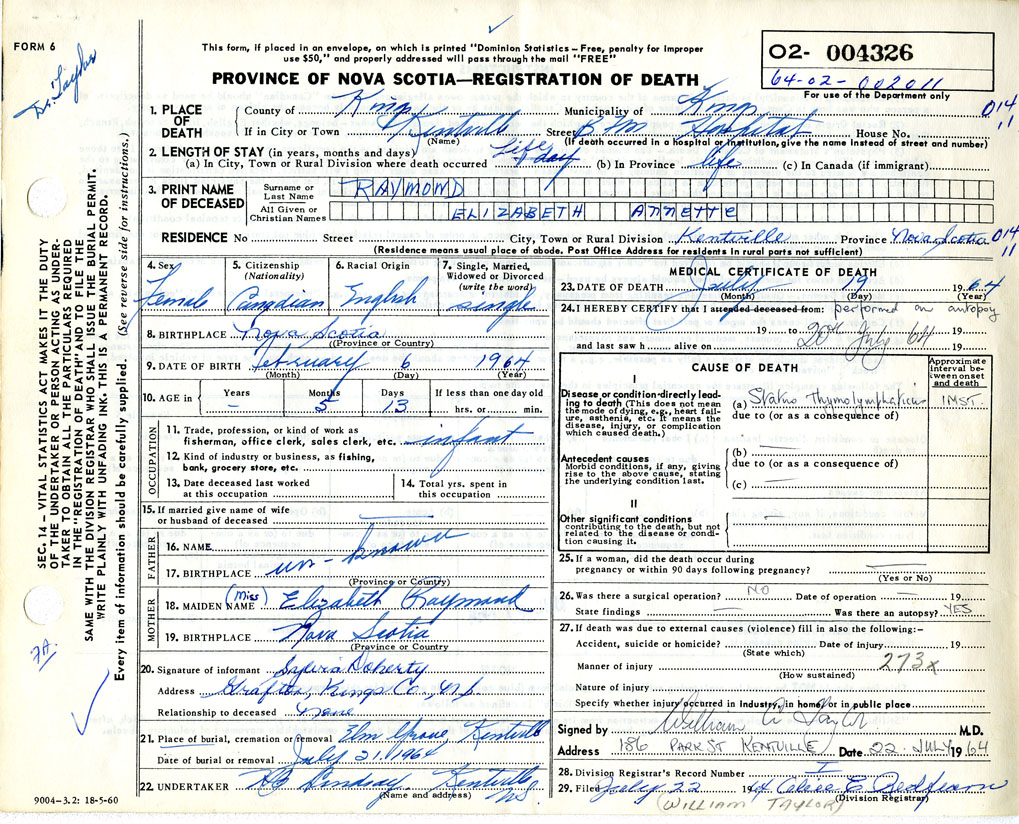 FORM 6
Dr. Taylor
This form, if placed in an envelope, on which is printed "Dominion Statistics—Free, penalty for improper
use $50," and properly addressed will pass through the mail "FREE"
PROVINCE OF NOVA SCOTIA—REGISTRATION OF DEATH
02- 004326
64-02-002011
For use of the Department only
SEC. 14 – VITAL STATISTICS ACT MAKES IT THE DUTY
OF THE UNDERTAKER OR PERSON ACTING AS UNDER-
TAKER TO OBTAIN ALL THE PARTICULARS REQUIRED
IN THE "REGISTRATION OF DEATH" AND TO FILE THE
SAME WITH THE DIVISION REGISTRAR WHO SHALL ISSUE THE BURIAL PERMIT.
WRITE PLAINLY WITH UNFADING INK. THIS IS A PERMANENT RECORD.
Every item of information should be carefully supplied. (See reverse side for instructions.)
1. PLACE OF DEATH
County of Kings Municipality of Kings 014
If in City or Town Kentville Street B M Hospital House No. 11
(Name) (If death occurred in a hospital or institution, give the name instead of street and number)
2. LENGTH OF STAY (in years, months and days)
(a) In City, Town or Rural Division where death occurred Life day (b) In Province life (c) In Canada (if immigrant)
3. PRINT NAME OF DECEASED
Surname or Last Name RAYMOND
All Given or Christian Names ELIZABETH ANNETTE
RESIDENCE No Street City, Town or Rural Division Kentville Province Nova Scotia 014 11
(Residence means usual place of abode. Post Office Address for residents in rural parts not sufficient)
4. Sex Female
5. Citizenship (Nationality) Canadian
6. Racial Origin English
7. Single, Married, Widowed or Divorced (write the word) single
8. BIRTHPLACE Nova Scotia
(Province or Country)
9. DATE OF BIRTH February 6 1964
(Month) (Day) (Year)
10. AGE in Years – Months 5 Days 13 If less than one day old hrs. or min.
OCCUPATION
11. Trade, profession, or kind of work as
fisherman, office clerk, sales clerk, etc. infant
12. Kind of industry or business, as fishing,
bank, grocery store, etc.
13. Date deceased last worked at this occupation
14. Total yrs. spent in this occupation
15. If married give name of wife
or husband of deceased —
FATHER
16. NAME
un-known
17. BIRTHPLACE
(Province or Country)
MOTHER
18. MAIDEN NAME (Miss) Elizabeth Raymond
19. BIRTHPLACE Nova Scotia
(Province or Country)
20. Signature of informant Sylvia Doherty
Address Grafton, Kings Co., N.S
Relationship to deceased none
21. Place of burial, cremation or removal Elm Grove, Kentville
Date of burial or removal July 21, 1964
22. UNDERTAKER Lindsay Kentville
NS
(Name and address)
9004-3.2: 18-5-60
MEDICAL CERTIFICATE OF DEATH
23. DATE OF DEATH July 19 1964
(Month) (Day) (Year)
24. I HEREBY CERTIFY that I attended deceased from: performed an autopsy
19 to 20th July 64 19
and last saw h alive on 19
CAUSE OF DEATH
Approximate interval between onset and death
I
Disease or condition directly lead-
ing to death (This does not mean
the mode of dying, e.g., heart fail-
ure, asthenia, etc. It means the
disease, injury, or complication
which caused death.)
(a) Status Thymolymphaticus INST.
due to (or as a consequence of)
Antecedent causes
Morbid conditions, if any, giving
rise to the above cause, stating
the underlying condition last.
(b) —
due to (or as a consequence of)
(c) —
II
Other significant conditions
contributing to the death, but not
related to the disease or condi-
tion causing it.
25. If a woman, did the death occur during
pregnancy or within 90 days following pregnancy? —
(Yes or No)
26. Was there a surgical operation? NO Date of operation — 19
State findings — Was there an autopsy? YES
27. If death was due to external causes (violence) fill in also the following:–
Accident, suicide or homicide? Date of injury 19
(State which)
Manner of injury 273x
(How sustained)
Nature of injury
Specify whether injury occurred in industry, in home, or in public place
Signed by William A Taylor M.D.
Address 186 PARK ST KENTVILLE Date 22 JULY 1964
28. Division Registrar's Record Number I
29. Filed July 22 1964
(Division Registrar)
(WILLIAM TAYLOR)